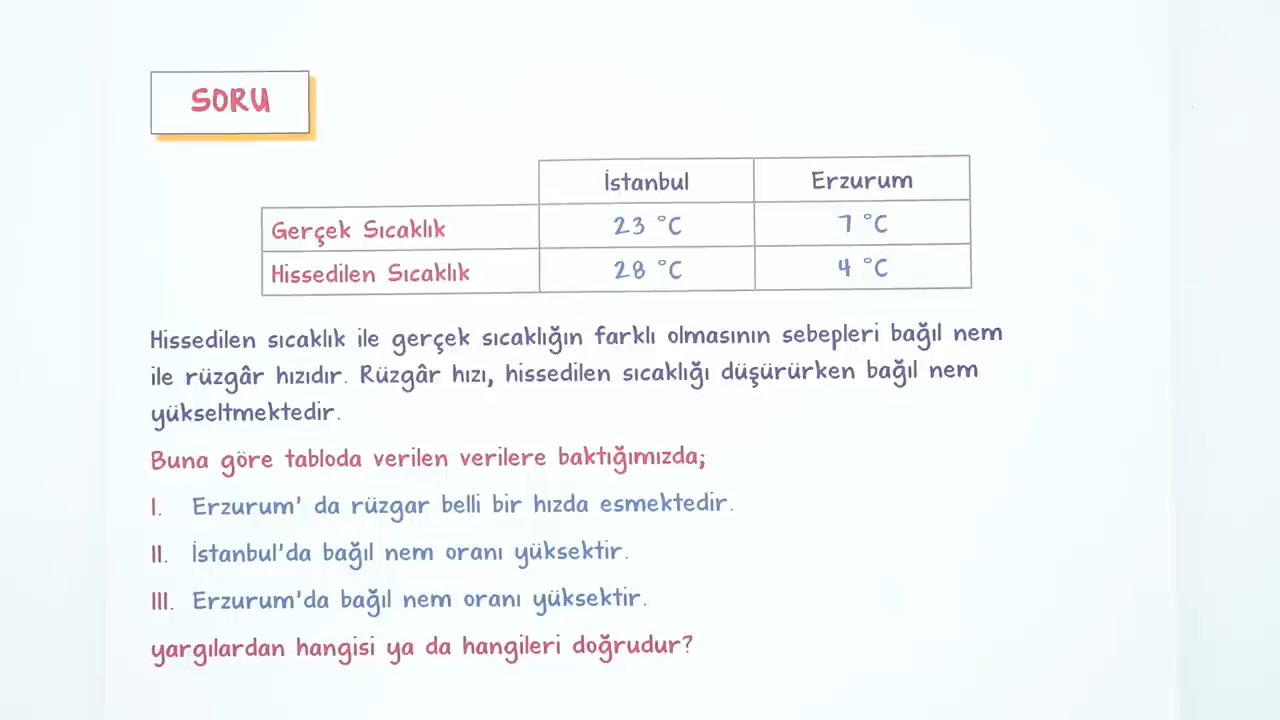 SORU
İstanbul Erzurum
Gerçek Sıcaklık 23 °C 7 °C
Hissedilen Sıcaklık 28 °C 4 °C
Hissedilen sıcaklık ile gerçek sıcaklığın farklı olmasının sebepleri bağıl nem
ile rüzgâr hızıdır. Rüzgâr hızı, hissedilen sıcaklığı düşürürken bağıl nem
yükseltmektedir.
Buna göre tabloda verilen verilere baktığımızda;
I. Erzurum' da rüzgar belli bir hızda esmektedir.
II. İstanbul'da bağıl nem oranı yüksektir.
III. Erzurum'da bağıl nem oranı yüksektir.
yargılardan hangisi ya da hangileri doğrudur?